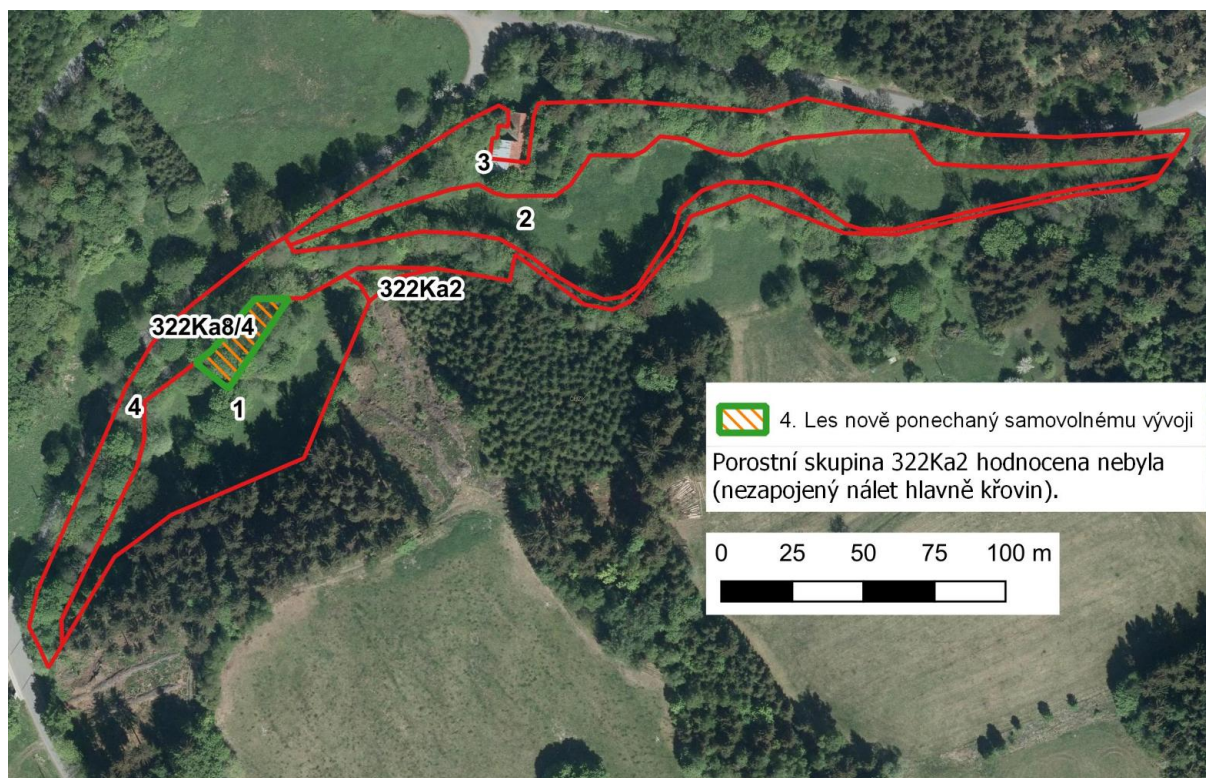 3
2
322Ka2
322Ka8/4
4
1
4. Les nově ponechaný samovolnému vývoji
Porostní skupina 322Ka2 hodnocena nebyla
(nezapojený nálet hlavně křovin).
0 25 50 75 100 m